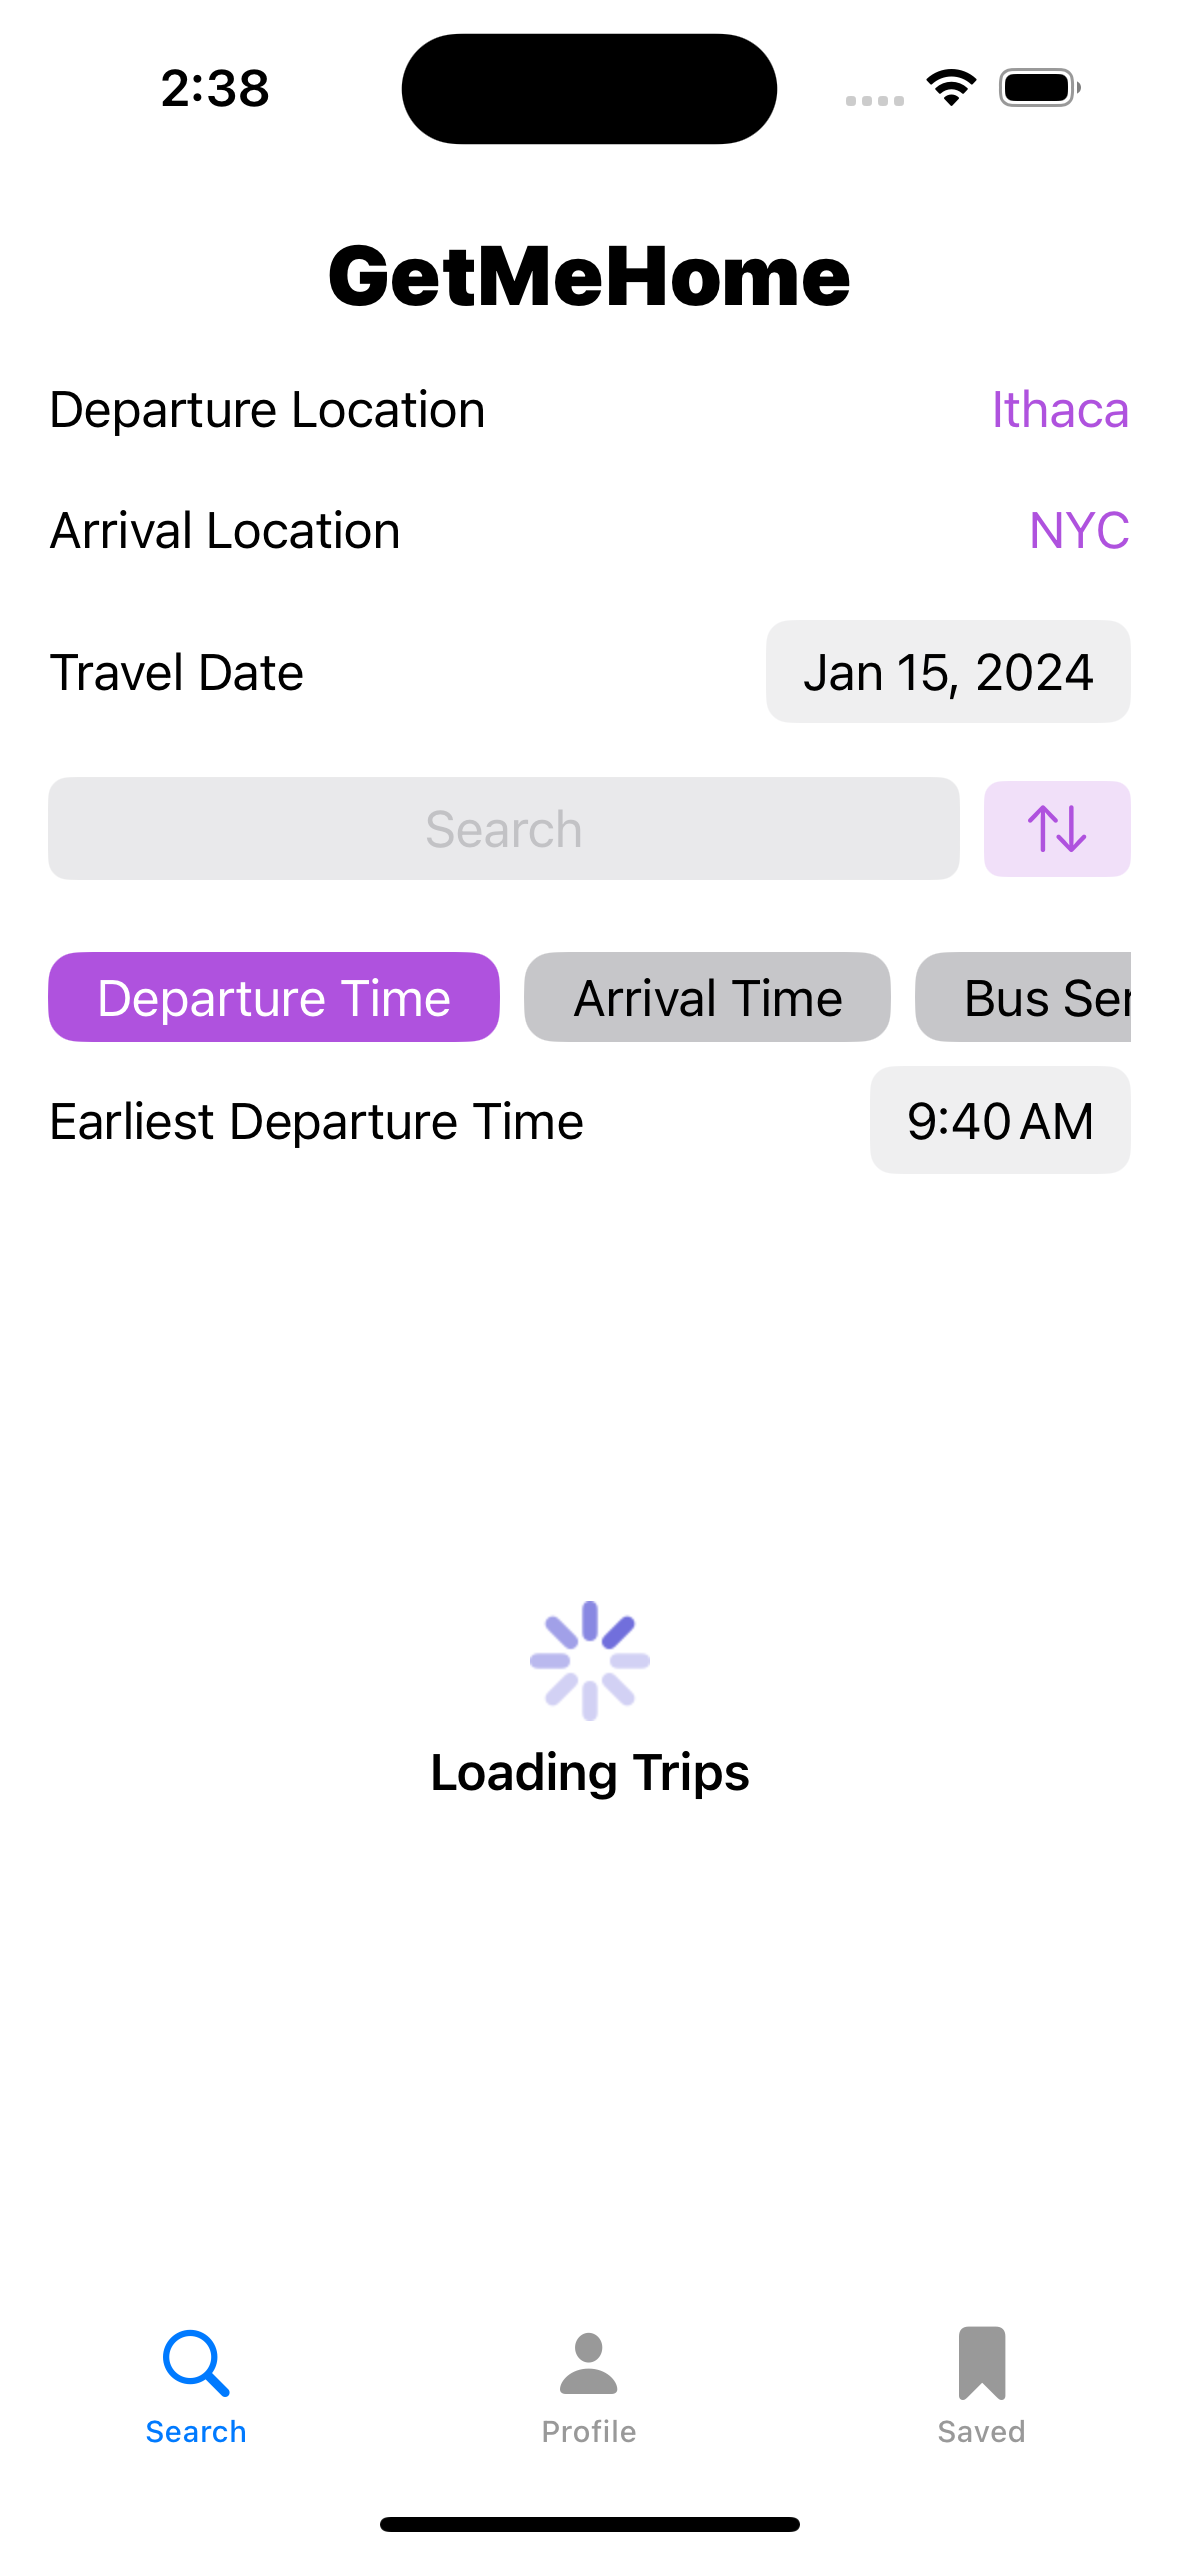 2:38
GetMeHome
Departure Location Ithaca
Arrival Location NYC
Travel Date Jan 15, 2024
Search
Departure Time Arrival Time Bus Ser
Earliest Departure Time 9:40 AM
Loading Trips
Search Profile Saved